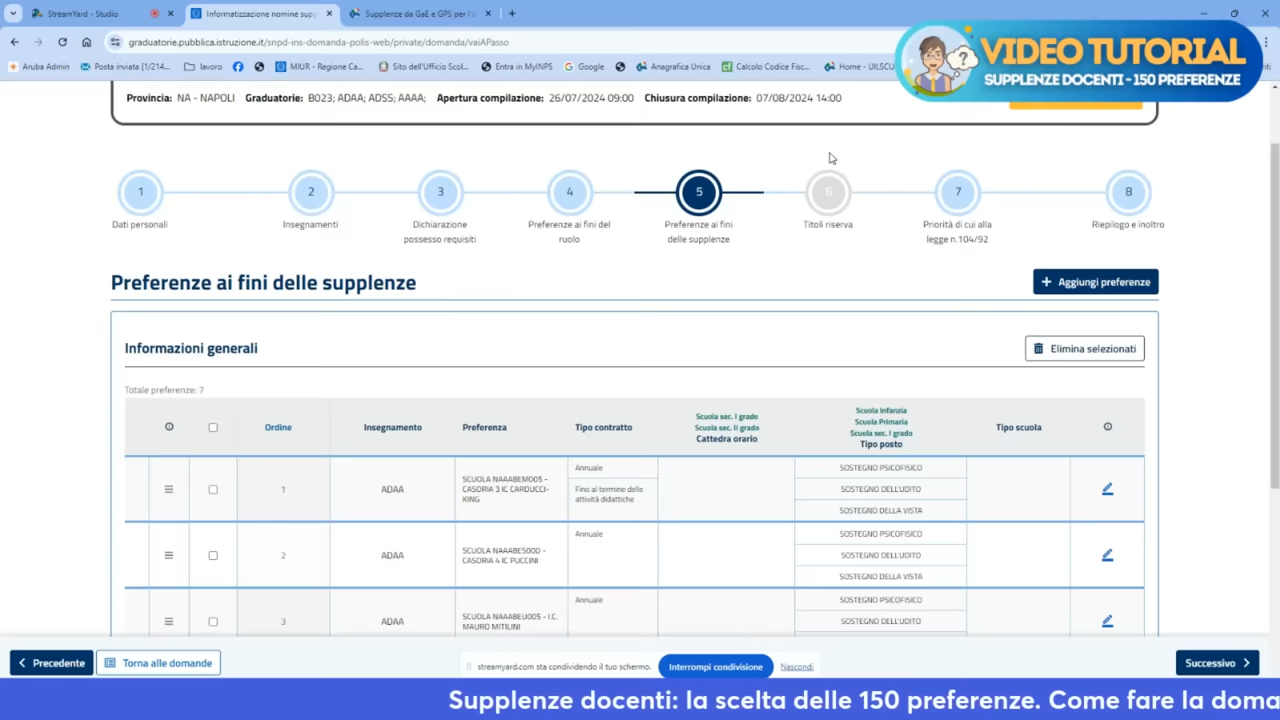 StreamYard - Studio
Informatizzazione nomine supp
Supplenze da GaE e GPS per l'a
graduatorie.pubblica.istruzione.it/snpd-ins-domanda-polis-web/private/domanda/vaiAPasso
Aruba Admin
Posta inviata [1/214...
lavoro
MIUR - Regione Ca...
Sito dell'Ufficio Scol...
Entra in MyINPS
Google
Anagrafica Unica
Calcolo Codice Fisc...
Home - UILSCU
VIDEO TUTORIAL
SUPPLENZE DOCENTI - 150 PREFERENZE
Provincia: NA - NAPOLI Graduatorie: B023; ADAA; ADSS; AAAA; Apertura compilazione: 26/07/2024 09:00 Chiusura compilazione: 07/08/2024 14:00
1
Dati personali
2
Insegnamenti
3
Dichiarazione
possesso requisiti
4
Preferenze ai fini del
ruolo
5
Preferenze ai fini
delle supplenze
6
Titoli riserva
7
Priorità di cui alla
legge n.104/92
8
Riepilogo e inoltro
Preferenze ai fini delle supplenze
+ Aggiungi preferenze
Informazioni generali
Elimina selezionati
Totale preferenze: 7
Ordine
Insegnamento
Preferenza
Tipo contratto
Scuola sec. I grado
Scuola sec. II grado
Cattedra orario
Scuola Infanzia
Scuola Primaria
Scuola sec. I grado
Tipo posto
Tipo scuola
1
ADAA
SCUOLA NAAABEM005 -
CASORIA 3 IC CARDUCCI-
KING
Annuale
Fino al termine delle
attività didattiche
SOSTEGNO PSICOFISICO
SOSTEGNO DELL'UDITO
SOSTEGNO DELLA VISTA
2
ADAA
SCUOLA NAAABES00D -
CASORIA 4 IC PUCCINI
Annuale
SOSTEGNO PSICOFISICO
SOSTEGNO DELL'UDITO
SOSTEGNO DELLA VISTA
3
ADAA
SCUOLA NAAABEU005 - I.C.
MAURO MITILINI
Annuale
SOSTEGNO PSICOFISICO
SOSTEGNO DELL'UDITO
Precedente
Torna alle domande
streamyard.com sta condividendo il tuo schermo.
Interrompi condivisione
Nascondi
Successivo
Supplenze docenti: la scelta delle 150 preferenze. Come fare la doma